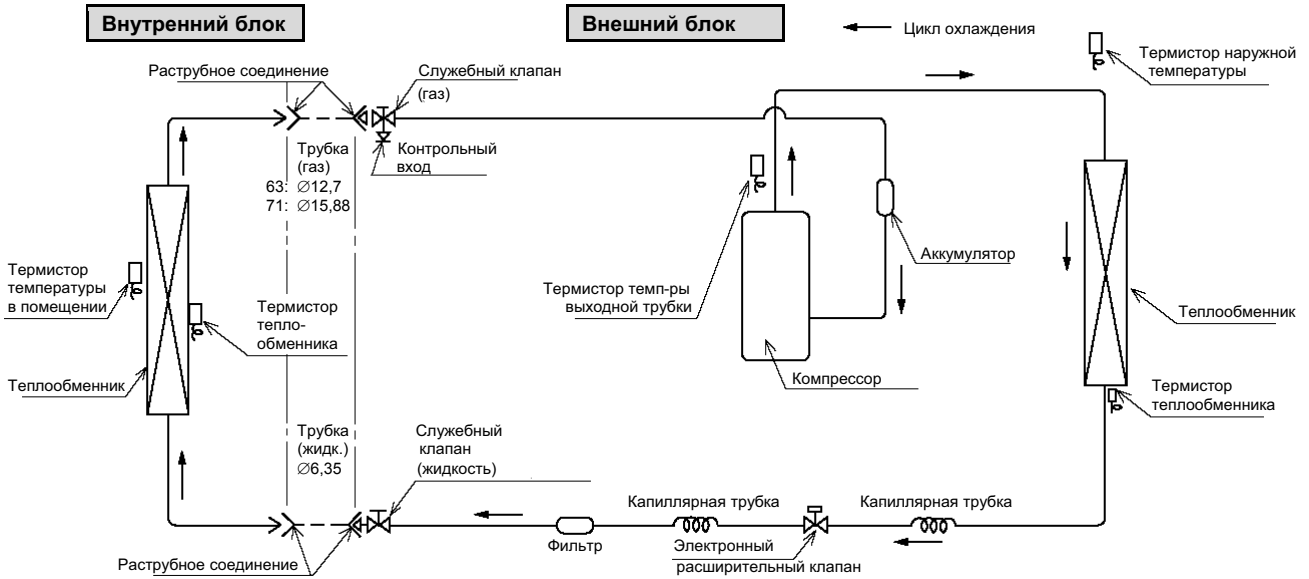 Внутренний блок
Внешний блок
Цикл охлаждения
Термистор наружной
температуры
Раструбное соединение
Служебный клапан
(газ)
Контрольный
вход
Трубка
(газ)
63: ∅12,7
71: ∅15,88
Термистор
температуры
в помещении
Термистор
тепло-
обменника
Теплообменник
Термистор темп-ры
выходной трубки
Аккумулятор
Компрессор
Теплообменник
Термистор
теплообменника
Трубка
(жидк.)
∅6,35
Служебный
клапан
(жидкость)
Капиллярная трубка
Капиллярная трубка
Фильтр
Электронный
расширительный клапан
Раструбное соединение